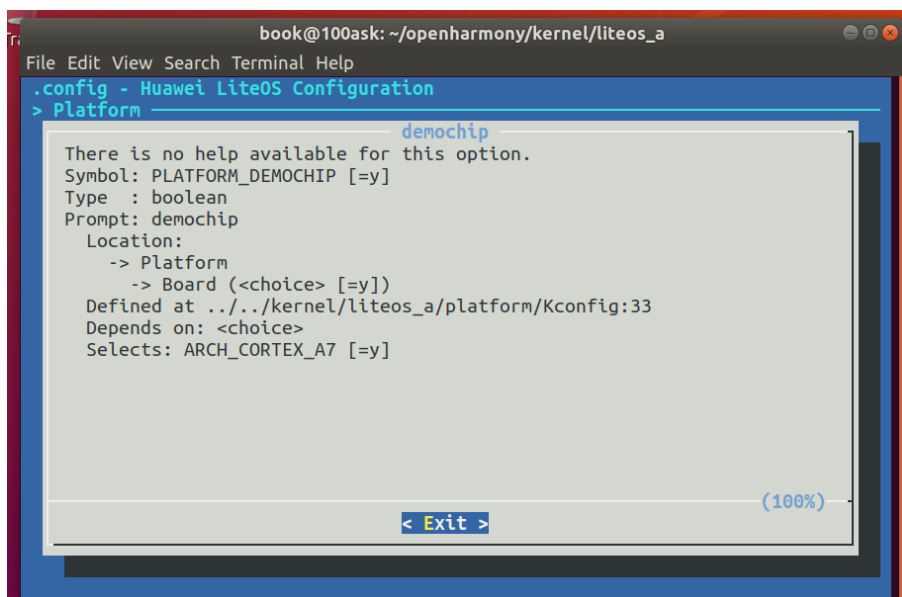 book@100ask: ~/openharmony/kernel/liteos_a
File Edit View Search Terminal Help
.config - Huawei LiteOS Configuration
> Platform
demochip
There is no help available for this option.
Symbol: PLATFORM_DEMOCHIP [=y]
Type  : boolean
Prompt: demochip
Location:
-> Platform
-> Board (<choice> [=y])
Defined at ../../kernel/liteos_a/platform/Kconfig:33
Depends on: <choice>
Selects: ARCH_CORTEX_A7 [=y]
(100%)
< Exit >